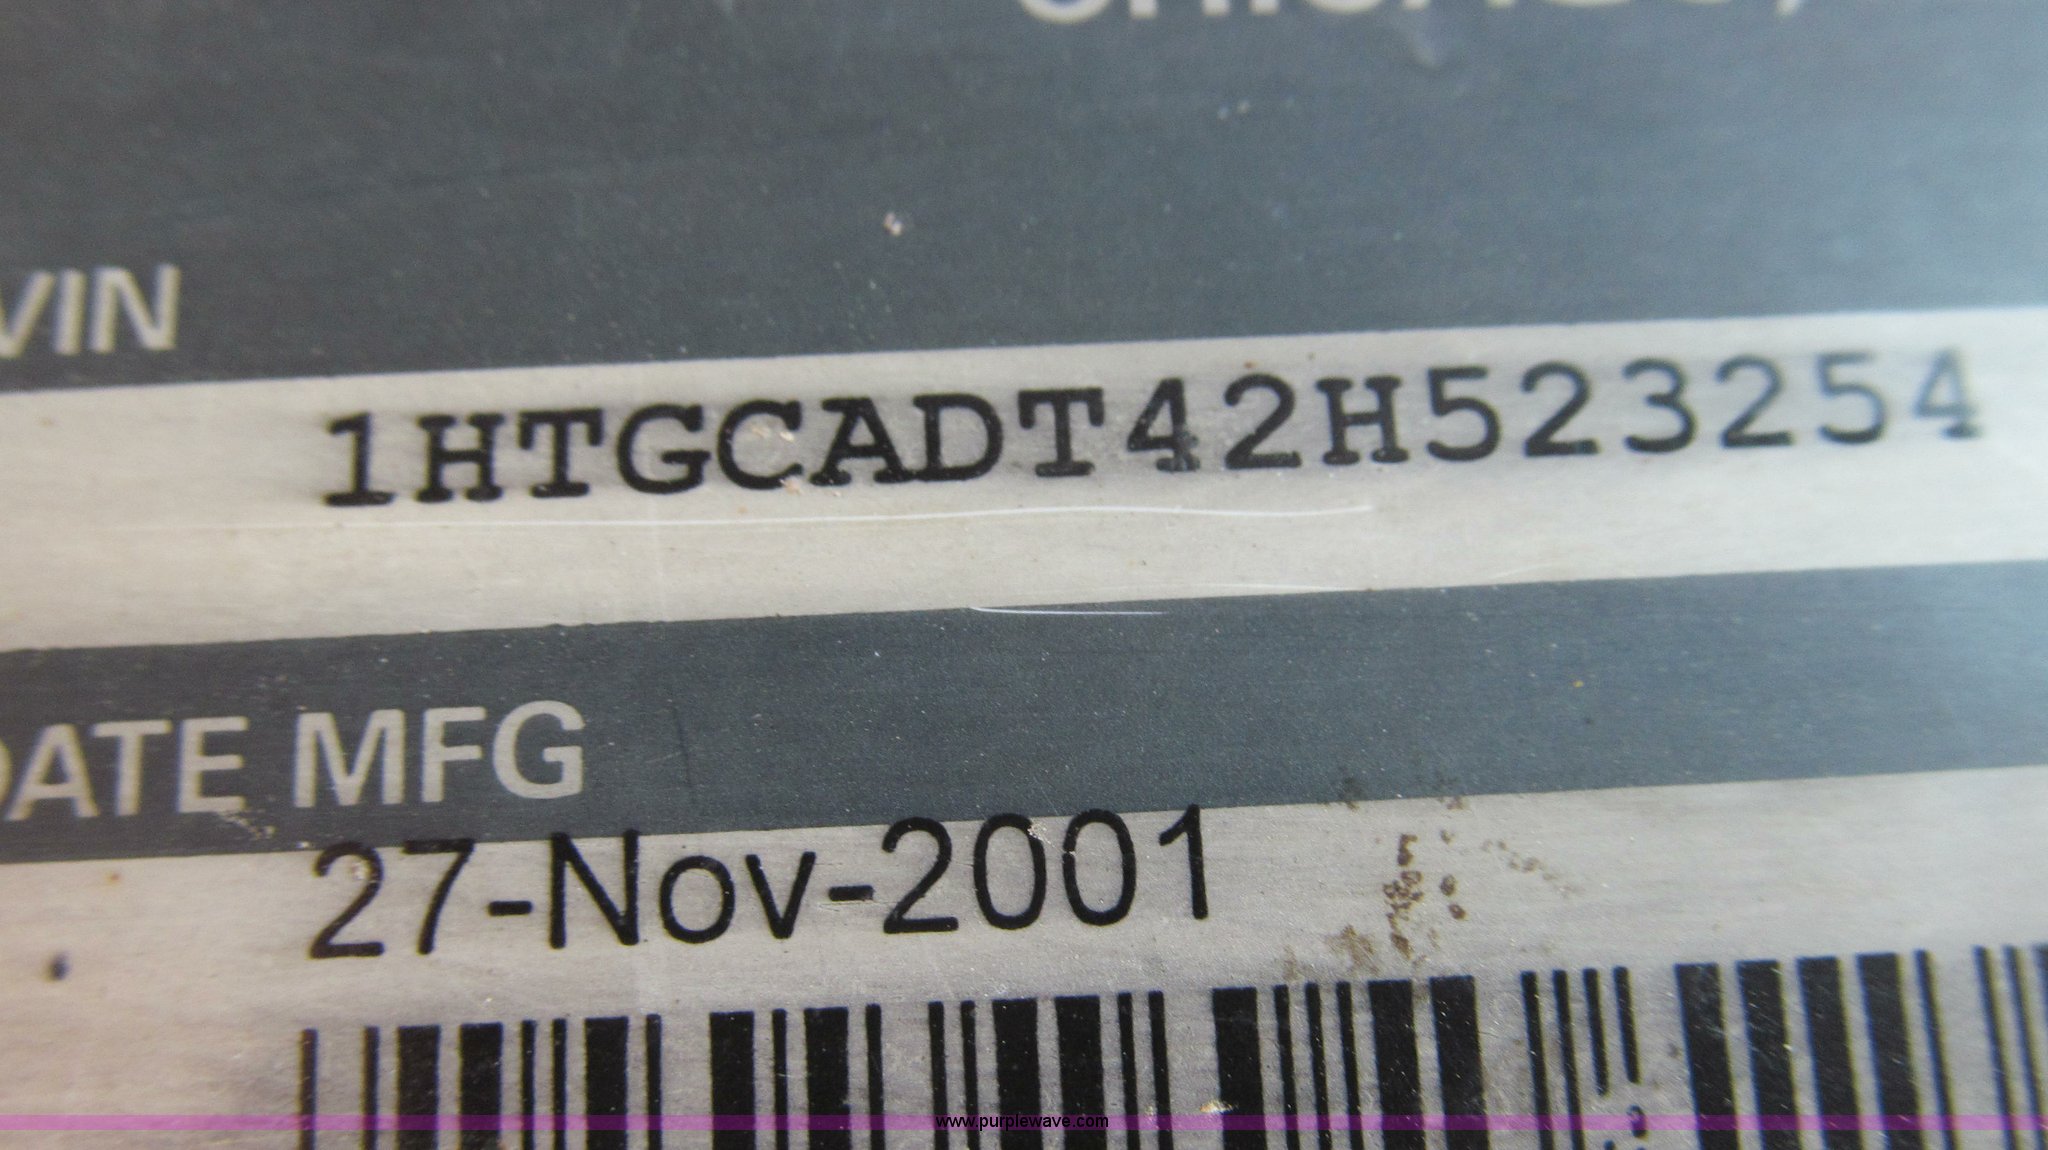 VIN
1HTGCADT42H523254
DATE MFG
27-Nov-2001
www.purplewave.com